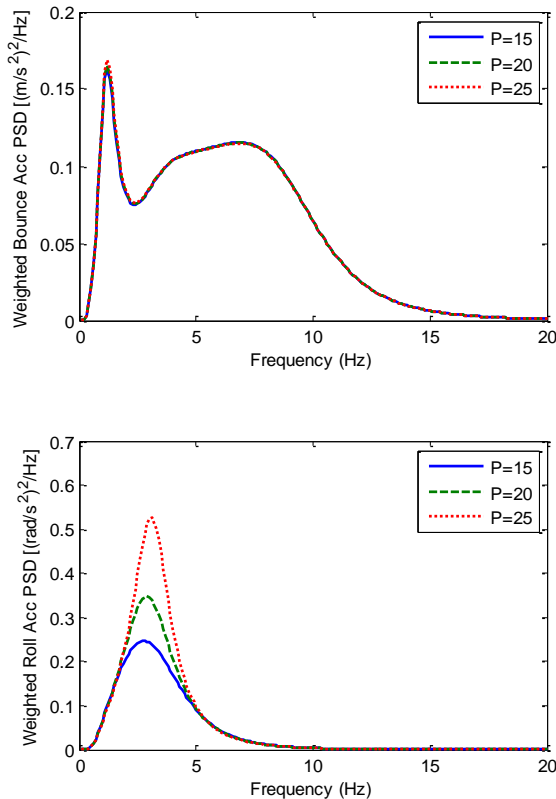 Weighted Bounce Acc PSD [(m/s²)²/Hz]
0.2
0.15
0.1
0.05
0
P=15
P=20
P=25
0 5 10 15 20
Frequency (Hz)
Weighted Roll Acc PSD [(rad/s²)²/Hz]
0.7
0.6
0.5
0.4
0.3
0.2
0.1
0
P=15
P=20
P=25
0 5 10 15 20
Frequency (Hz)